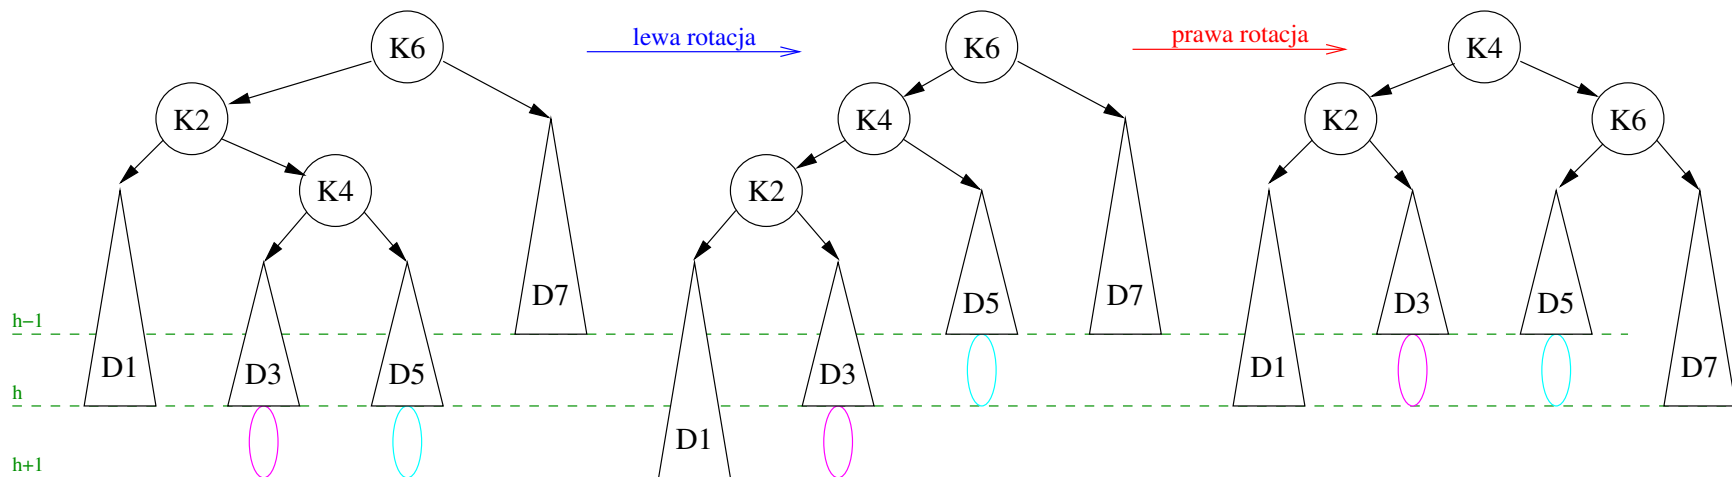 K6
lewa rotacja
K6
prawa rotacja
K4
K2
K4
K2
K6
K4
K2
D7
D5
D7
D3
D5
h–1
D1
D3
D5
D3
D1
D7
h
D1
h+1